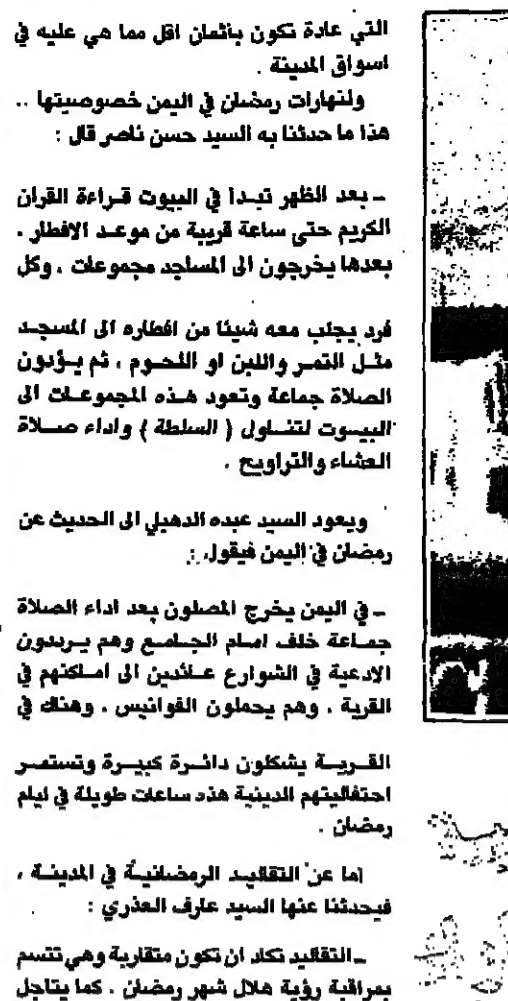 التي عادة تكون بأثمان اقل مما هي عليه في
اسواق المدينة .
ولنهارات رمضان في اليمن خصوصيتها ..
هذا ما حدثنا به السيد حسن ناصر قال :
ـ بعد الظهر تبدأ في البيوت قراءة القران
الكريم حتى ساعة قريبة من موعد الافطار .
بعدها يخرجون الى المساجد مجموعات ، وكل
فرد يجلب معه شيئا من افطاره الى المسجد
مثل التمر واللبن او اللحوم ، ثم يؤدون
الصلاة جماعة وتعود هذه المجموعات الى
البيوت لتناول ( السلطة ) واداء صلاة
العشاء والتراويح .
ويعود السيد عبده الدهبلي الى الحديث عن
رمضان في اليمن فيقول :
ـ في اليمن يخرج المصلون بعد اداء الصلاة
جماعة خلف امام الجامع وهم يرددون
الادعية في الشوارع عائدين الى اماكنهم في
القرية . وهم يحملون الفوانيس . وهناك في
القرية يشكلون دائرة كبيرة وتستمر
احتفاليتهم الدينية هذه ساعات طويلة في ايام
رمضان .
اما عن التقاليد الرمضانية في المدينة ،
فيحدثنا عنها السيد عارف العذري :
ـ التقاليد تكاد ان تكون متقاربة وهي تتسم
بمراقبة رؤية هلال شهر رمضان . كما يتاجل